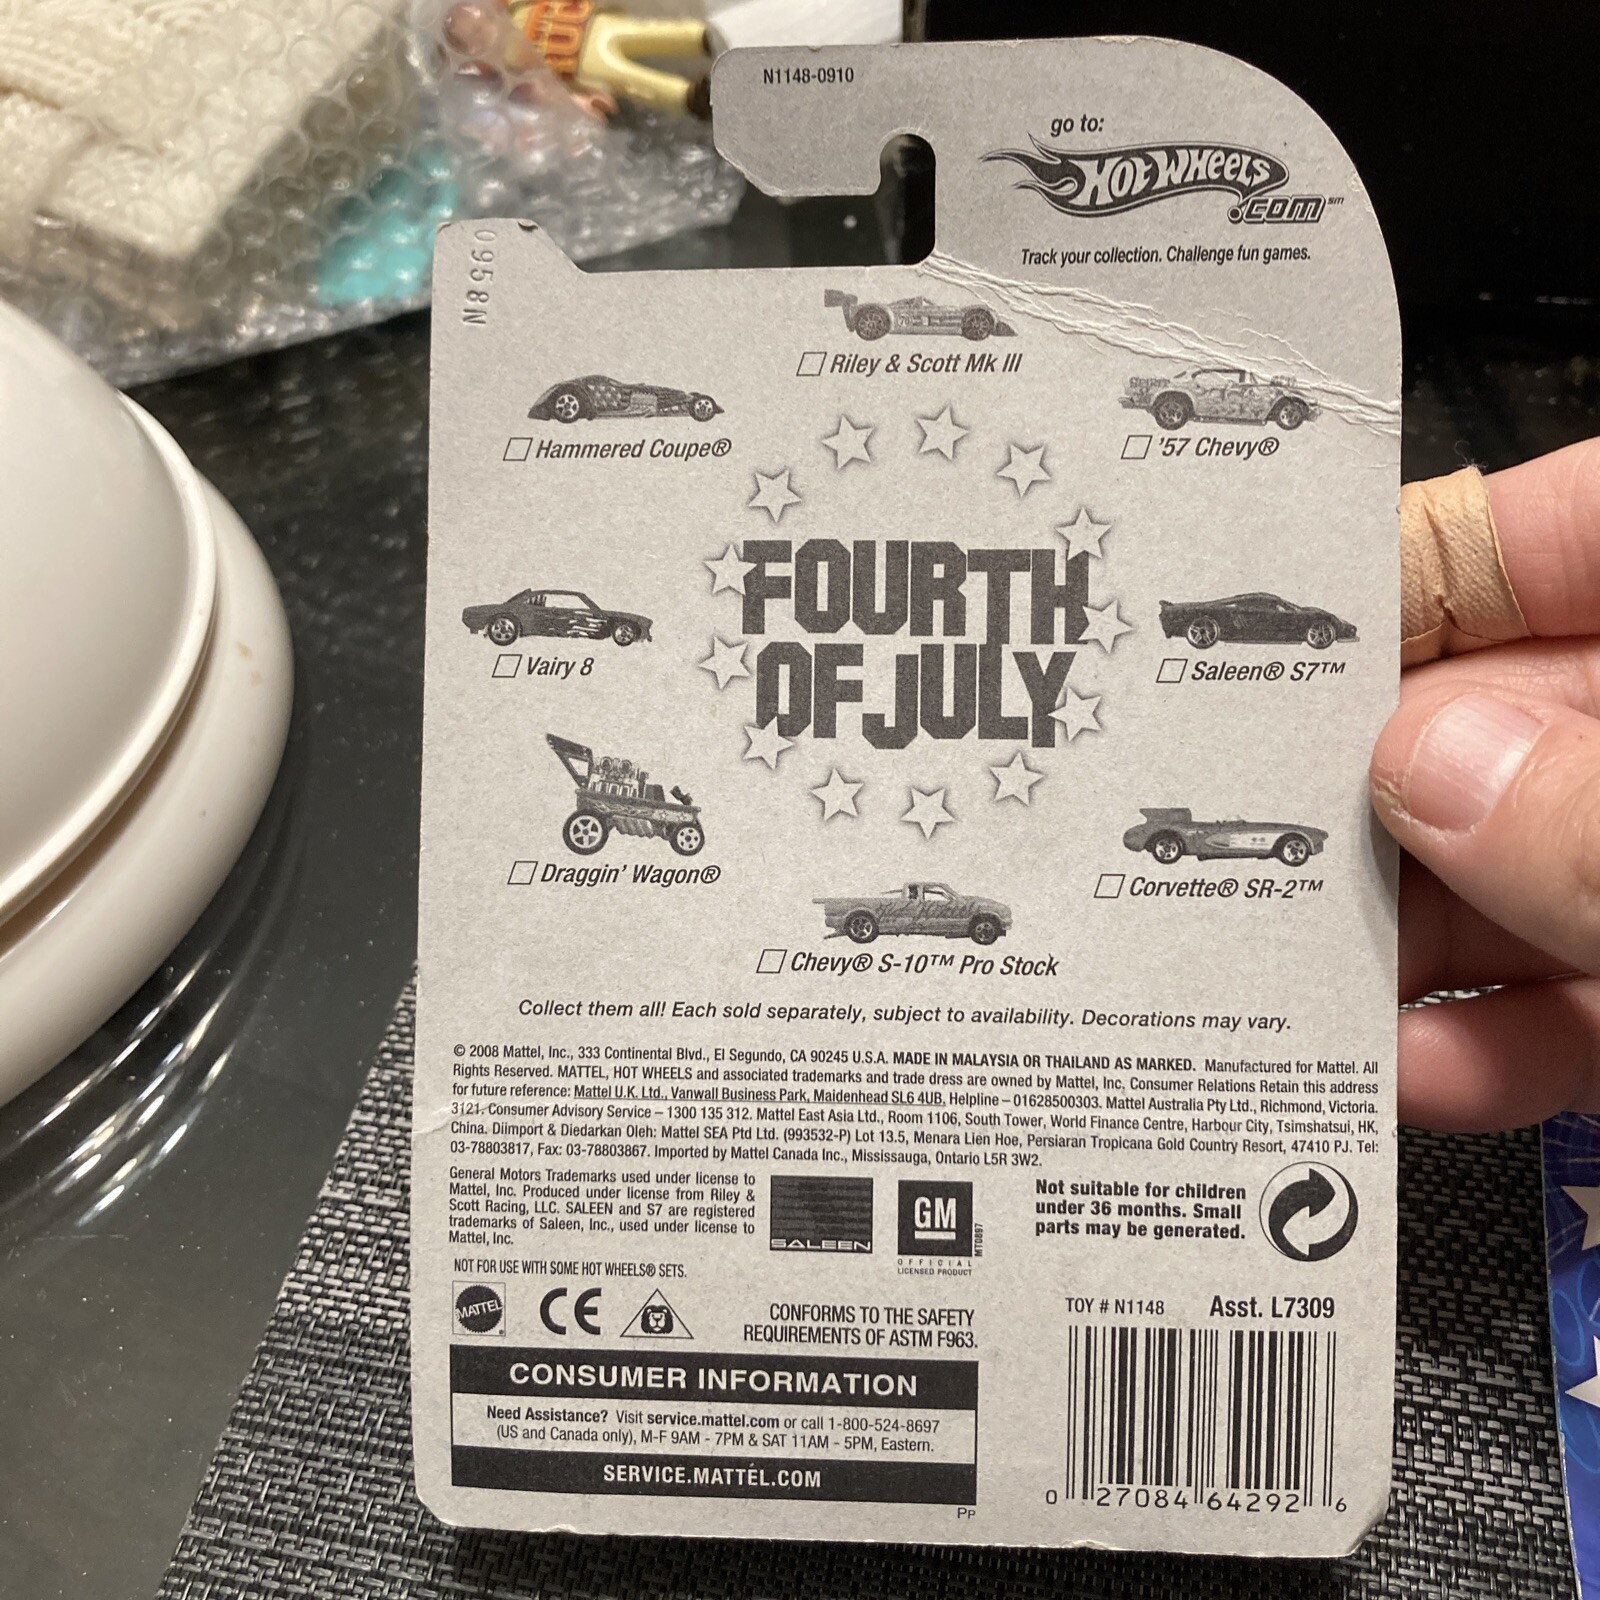 N1148-0910
go to:
HOT WHEELS
.COM℠
Track your collection. Challenge fun games.
0958N
Riley & Scott Mk III
Hammered Coupe®
'57 Chevy®
FOURTH
OF JULY
Vairy 8
Saleen® S7™
Draggin' Wagon®
Corvette® SR-2™
Chevy® S-10™ Pro Stock
Collect them all! Each sold separately, subject to availability. Decorations may vary.
© 2008 Mattel, Inc., 333 Continental Blvd., El Segundo, CA 90245 U.S.A. MADE IN MALAYSIA OR THAILAND AS MARKED. Manufactured for Mattel. All
Rights Reserved. MATTEL, HOT WHEELS and associated trademarks and trade dress are owned by Mattel, Inc. Consumer Relations Retain this address
for future reference: Mattel U.K. Ltd., Vanwall Business Park, Maidenhead SL6 4UB. Helpline – 01628500303. Mattel Australia Pty Ltd., Richmond, Victoria.
3121. Consumer Advisory Service – 1300 135 312. Mattel East Asia Ltd., Room 1106, South Tower, World Finance Centre, Harbour City, Tsimshatsui, HK,
China. Diimport & Diedarkan Oleh: Mattel SEA Ptd Ltd. (993532-P) Lot 13.5, Menara Lien Hoe, Persiaran Tropicana Gold Country Resort, 47410 PJ. Tel:
03-78803817, Fax: 03-78803867. Imported by Mattel Canada Inc., Mississauga, Ontario L5R 3W2.
General Motors Trademarks used under license to
Mattel, Inc. Produced under license from Riley &
Scott Racing, LLC. SALEEN and S7 are registered
trademarks of Saleen, Inc., used under license to
Mattel, Inc.
SALEEN
GM
OFFICIAL
LICENSED PRODUCT
MT0897
Not suitable for children
under 36 months. Small
parts may be generated.
NOT FOR USE WITH SOME HOT WHEELS® SETS.
MATTEL
®
CE
CONFORMS TO THE SAFETY
REQUIREMENTS OF ASTM F963.
TOY # N1148 Asst. L7309
CONSUMER INFORMATION
Need Assistance? Visit service.mattel.com or call 1-800-524-8697
(US and Canada only), M-F 9AM - 7PM & SAT 11AM - 5PM, Eastern.
SERVICE.MATTEL.COM
PP
0 27084 64292 6